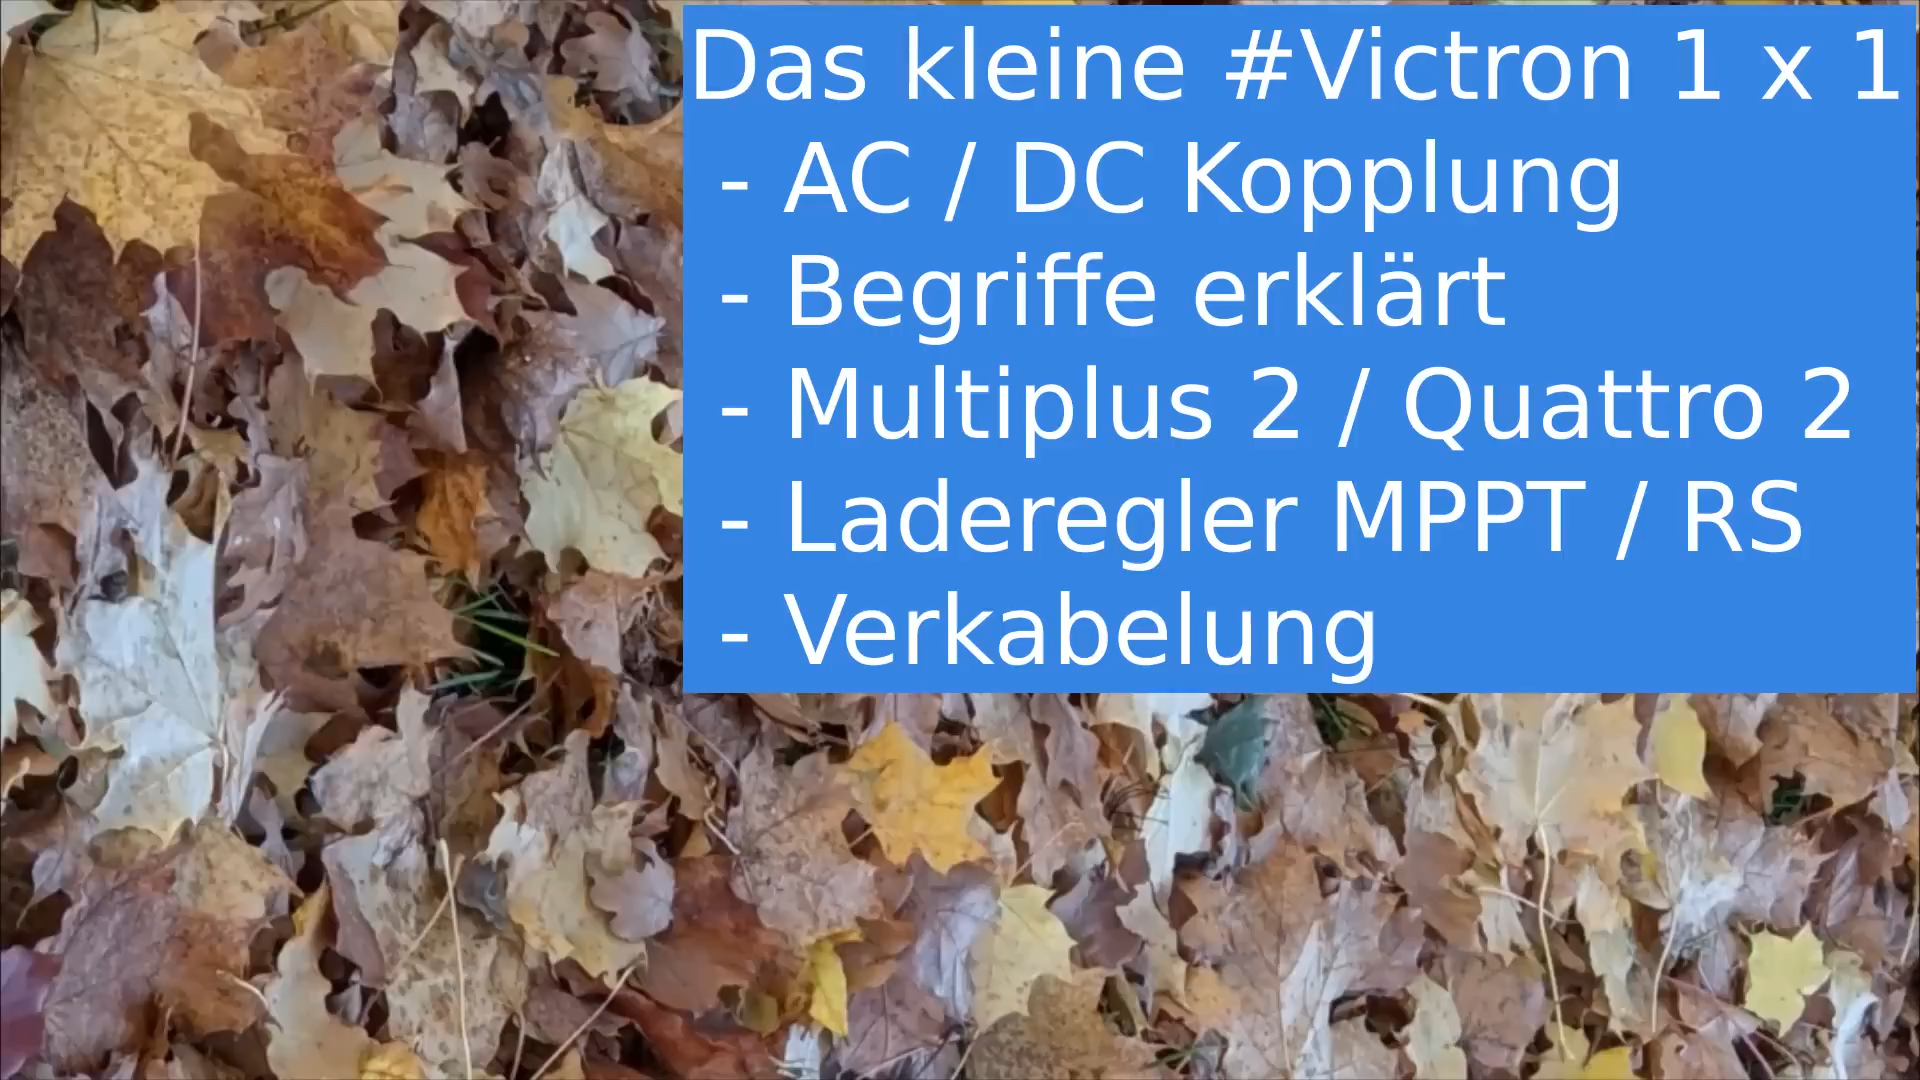 Das kleine #Victron 1 x 1
- AC / DC Kopplung
- Begriffe erklärt
- Multiplus 2 / Quattro 2
- Laderegler MPPT / RS
- Verkabelung